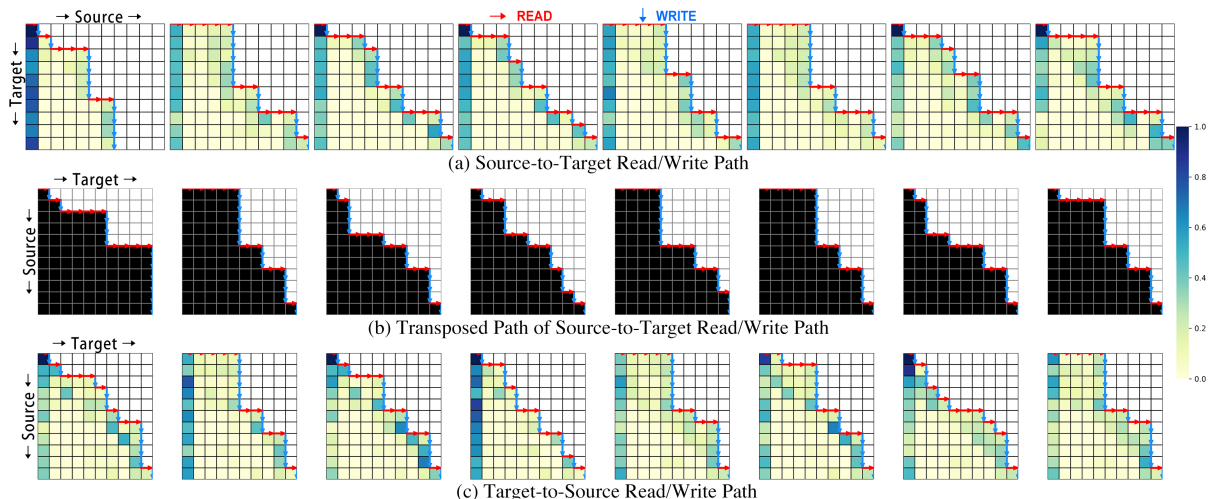 → Source →
→ READ
↓ WRITE
← Target ←
(a) Source-to-Target Read/Write Path
→ Target →
← Source ←
(b) Transposed Path of Source-to-Target Read/Write Path
→ Target →
← Source ←
(c) Target-to-Source Read/Write Path
1.0
0.8
0.6
0.4
0.2
0.0